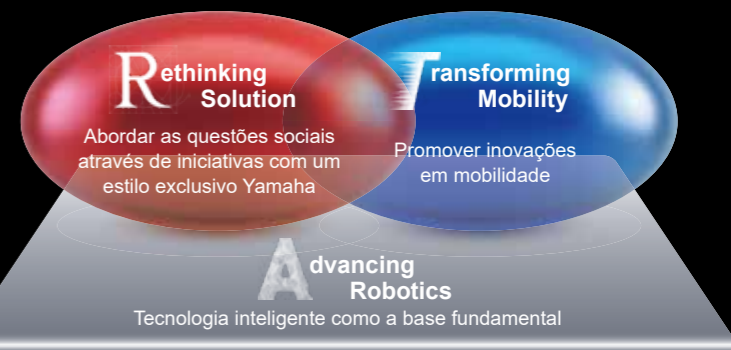 Rethinking
Solution
Abordar as questões sociais
através de iniciativas com um
estilo exclusivo Yamaha
Transforming
Mobility
Promover inovações
em mobilidade
Advancing
Robotics
Tecnologia inteligente como a base fundamental